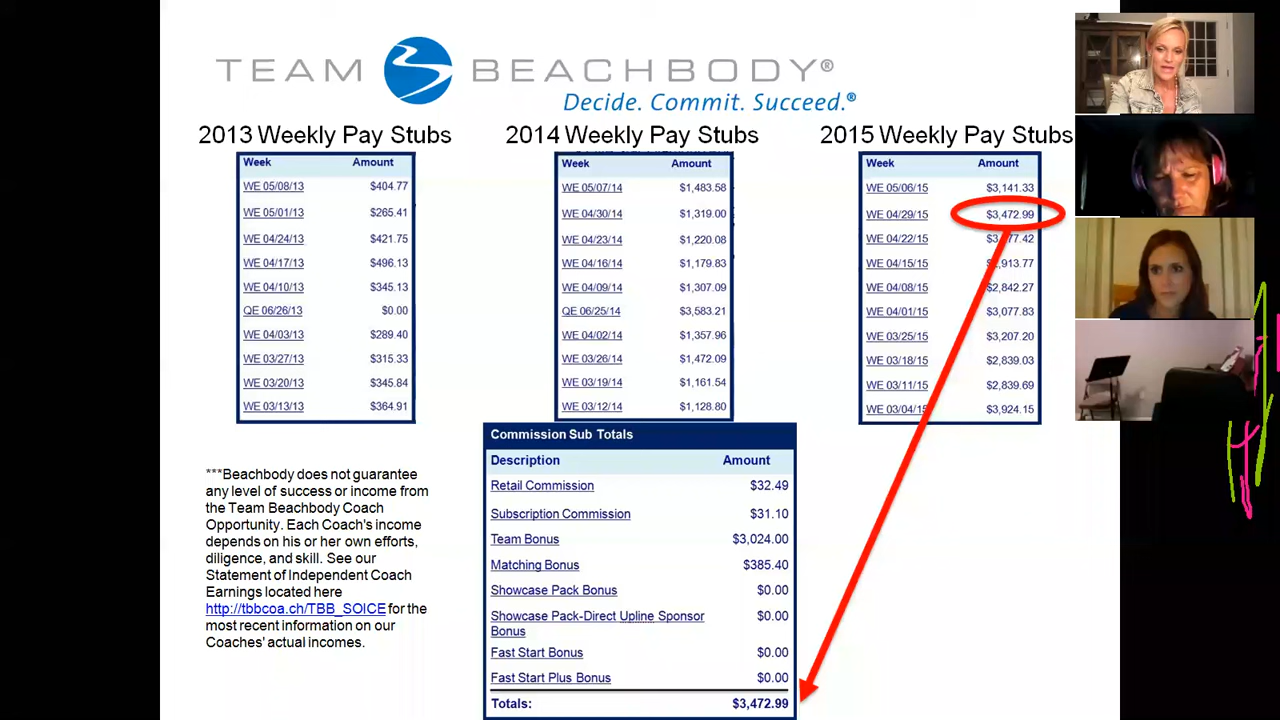 TEAM BEACHBODY®
Decide. Commit. Succeed.®
2013 Weekly Pay Stubs
Week Amount
WE 05/08/13 $404.77
WE 05/01/13 $265.41
WE 04/24/13 $421.75
WE 04/17/13 $496.13
WE 04/10/13 $345.13
QE 06/26/13 $0.00
WE 04/03/13 $289.40
WE 03/27/13 $315.33
WE 03/20/13 $345.84
WE 03/13/13 $364.91
2014 Weekly Pay Stubs
Week Amount
WE 05/07/14 $1,483.58
WE 04/30/14 $1,319.00
WE 04/23/14 $1,220.08
WE 04/16/14 $1,179.83
WE 04/09/14 $1,307.09
QE 06/25/14 $3,583.21
WE 04/02/14 $1,357.96
WE 03/26/14 $1,472.09
WE 03/19/14 $1,161.54
WE 03/12/14 $1,128.80
2015 Weekly Pay Stubs
Week Amount
WE 05/06/15 $3,141.33
WE 04/29/15 $3,472.99
WE 04/22/15
WE 04/15/15
WE 04/08/15 $2,842.27
WE 04/01/15 $3,077.83
WE 03/25/15 $3,207.20
WE 03/18/15 $2,839.03
WE 03/11/15 $2,839.69
WE 03/04/15 $3,924.15
***Beachbody does not guarantee
any level of success or income from
the Team Beachbody Coach
Opportunity. Each Coach's income
depends on his or her own efforts,
diligence, and skill. See our
Statement of Independent Coach
Earnings located here
http://tbbcoa.ch/TBB_SOICE for the
most recent information on our
Coaches' actual incomes.
Commission Sub Totals
Description Amount
Retail Commission $32.49
Subscription Commission $31.10
Team Bonus $3,024.00
Matching Bonus $385.40
Showcase Pack Bonus $0.00
Showcase Pack-Direct Upline Sponsor
Bonus $0.00
Fast Start Bonus $0.00
Fast Start Plus Bonus $0.00
Totals: $3,472.99